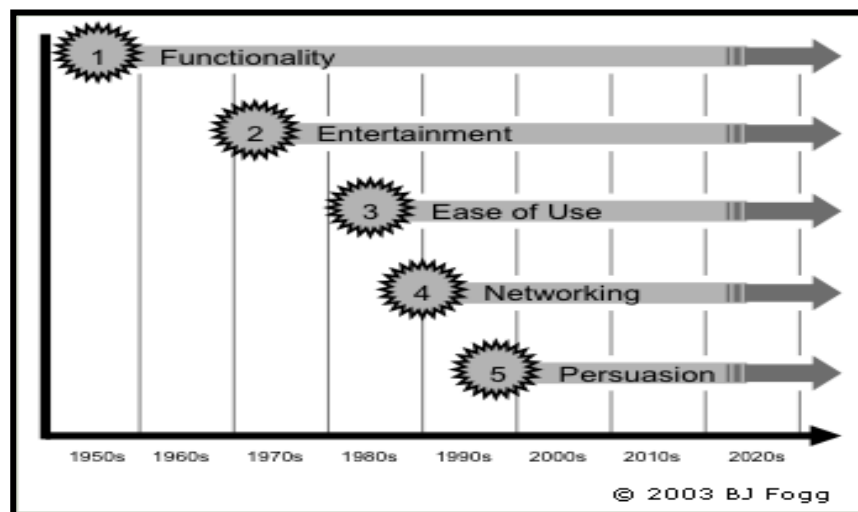 1 Functionality
2 Entertainment
3 Ease of Use
4 Networking
5 Persuasion
1950s 1960s 1970s 1980s 1990s 2000s 2010s 2020s
© 2003 BJ Fogg